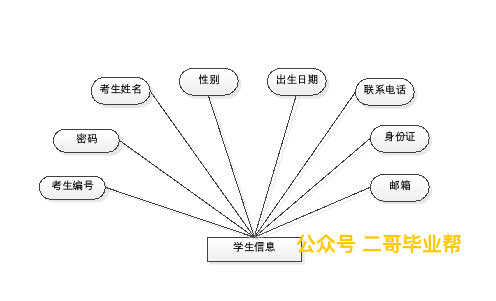 性别
出生日期
考生姓名
联系电话
密码
身份证
考生编号
邮箱
学生信息
公众号 二哥毕业帮